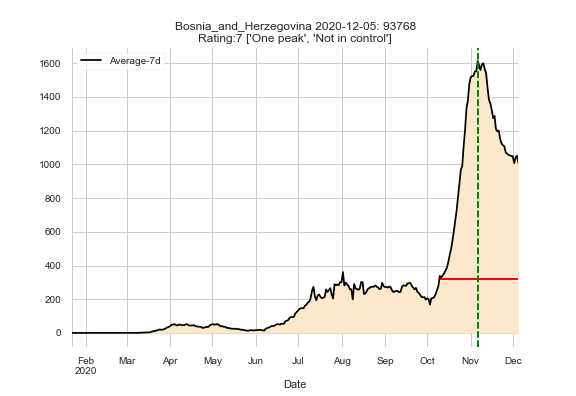 Bosnia_and_Herzegovina 2020-12-05: 93768
Rating:7 ['One peak', 'Not in control']
Average-7d
1600
1400
1200
1000
800
600
400
200
0
Feb Mar Apr May Jun Jul Aug Sep Oct Nov Dec
2020
Date